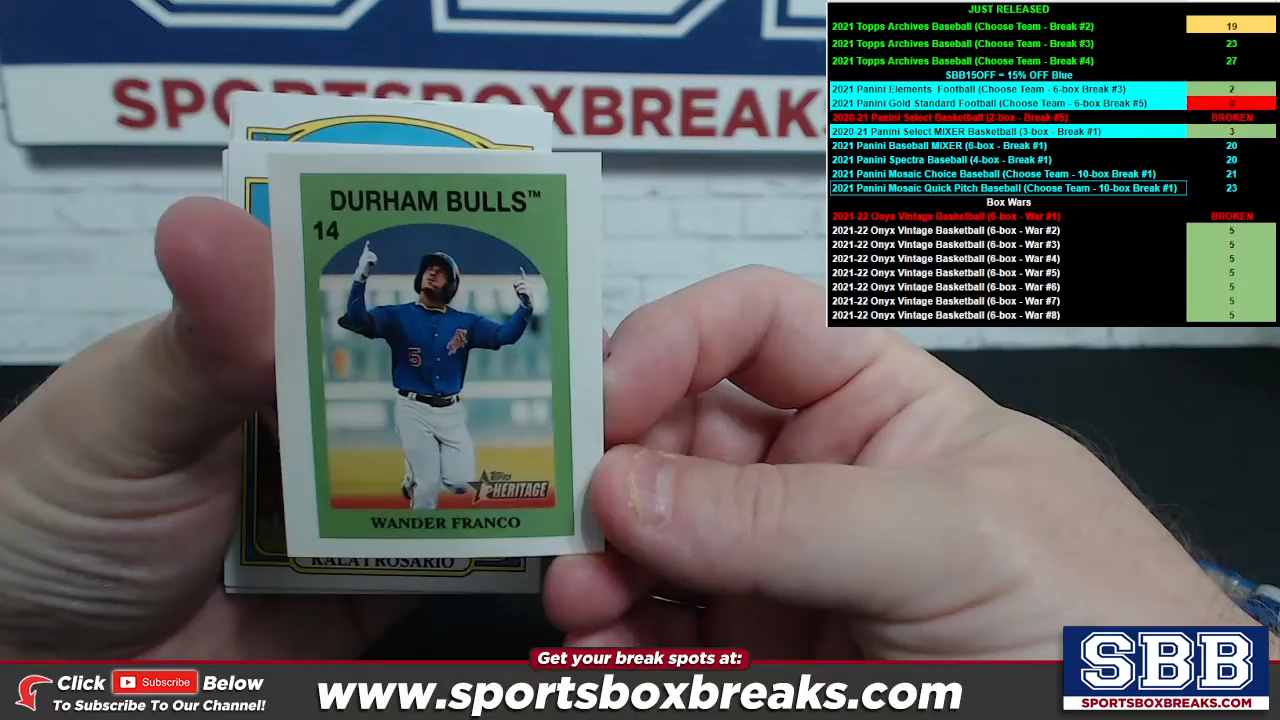 SPORTSBOXBREAKS.
DURHAM BULLS™
14
5
Topps
HERITAGE
WANDER FRANCO
KALAI ROSARIO
JUST RELEASED
2021 Topps Archives Baseball (Choose Team - Break #2) 19
2021 Topps Archives Baseball (Choose Team - Break #3) 23
2021 Topps Archives Baseball (Choose Team - Break #4) 27
SBB15OFF = 15% OFF Blue
2021 Panini Elements Football (Choose Team - 6-box Break #3) 2
2021 Panini Gold Standard Football (Choose Team - 6-box Break #5)
2020-21 Panini Select Basketball (2-box - Break #5) BROKEN
2020-21 Panini Select MIXER Basketball (3-box - Break #1) 3
2021 Panini Baseball MIXER (6-box - Break #1) 20
2021 Panini Spectra Baseball (4-box - Break #1) 20
2021 Panini Mosaic Choice Baseball (Choose Team - 10-box Break #1) 21
2021 Panini Mosaic Quick Pitch Baseball (Choose Team - 10-box Break #1) 23
Box Wars
2021-22 Onyx Vintage Basketball (6-box - War #1) BROKEN
2021-22 Onyx Vintage Basketball (6-box - War #2) 5
2021-22 Onyx Vintage Basketball (6-box - War #3) 5
2021-22 Onyx Vintage Basketball (6-box - War #4) 5
2021-22 Onyx Vintage Basketball (6-box - War #5) 5
2021-22 Onyx Vintage Basketball (6-box - War #6) 5
2021-22 Onyx Vintage Basketball (6-box - War #7) 5
2021-22 Onyx Vintage Basketball (6-box - War #8) 5
Get your break spots at:
Click Subscribe Below
To Subscribe To Our Channel!
www.sportsboxbreaks.com
SBB
SPORTSBOXBREAKS.COM